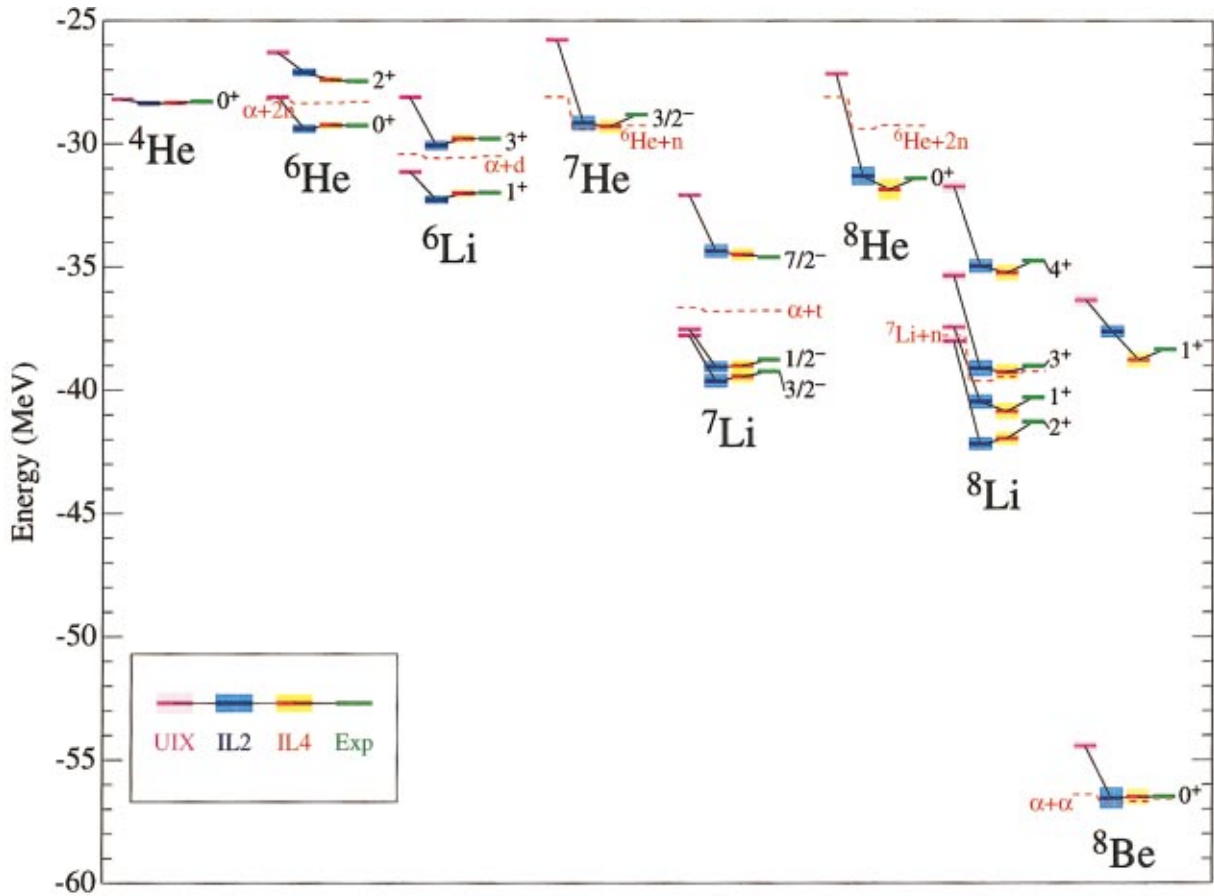 Energy (MeV)
-25
-30
-35
-40
-45
-50
-55
-60
0⁺
⁴He
2⁺
α+2n
0⁺
⁶He
3⁺
α+d
1⁺
⁶Li
3/2⁻
⁶He+n
⁷He
7/2⁻
α+t
1/2⁻
3/2⁻
⁷Li
⁶He+2n
0⁺
⁸He
4⁺
⁷Li+n
3⁺
1⁺
2⁺
⁸Li
1⁺
α+α
0⁺
⁸Be
UIX IL2 IL4 Exp